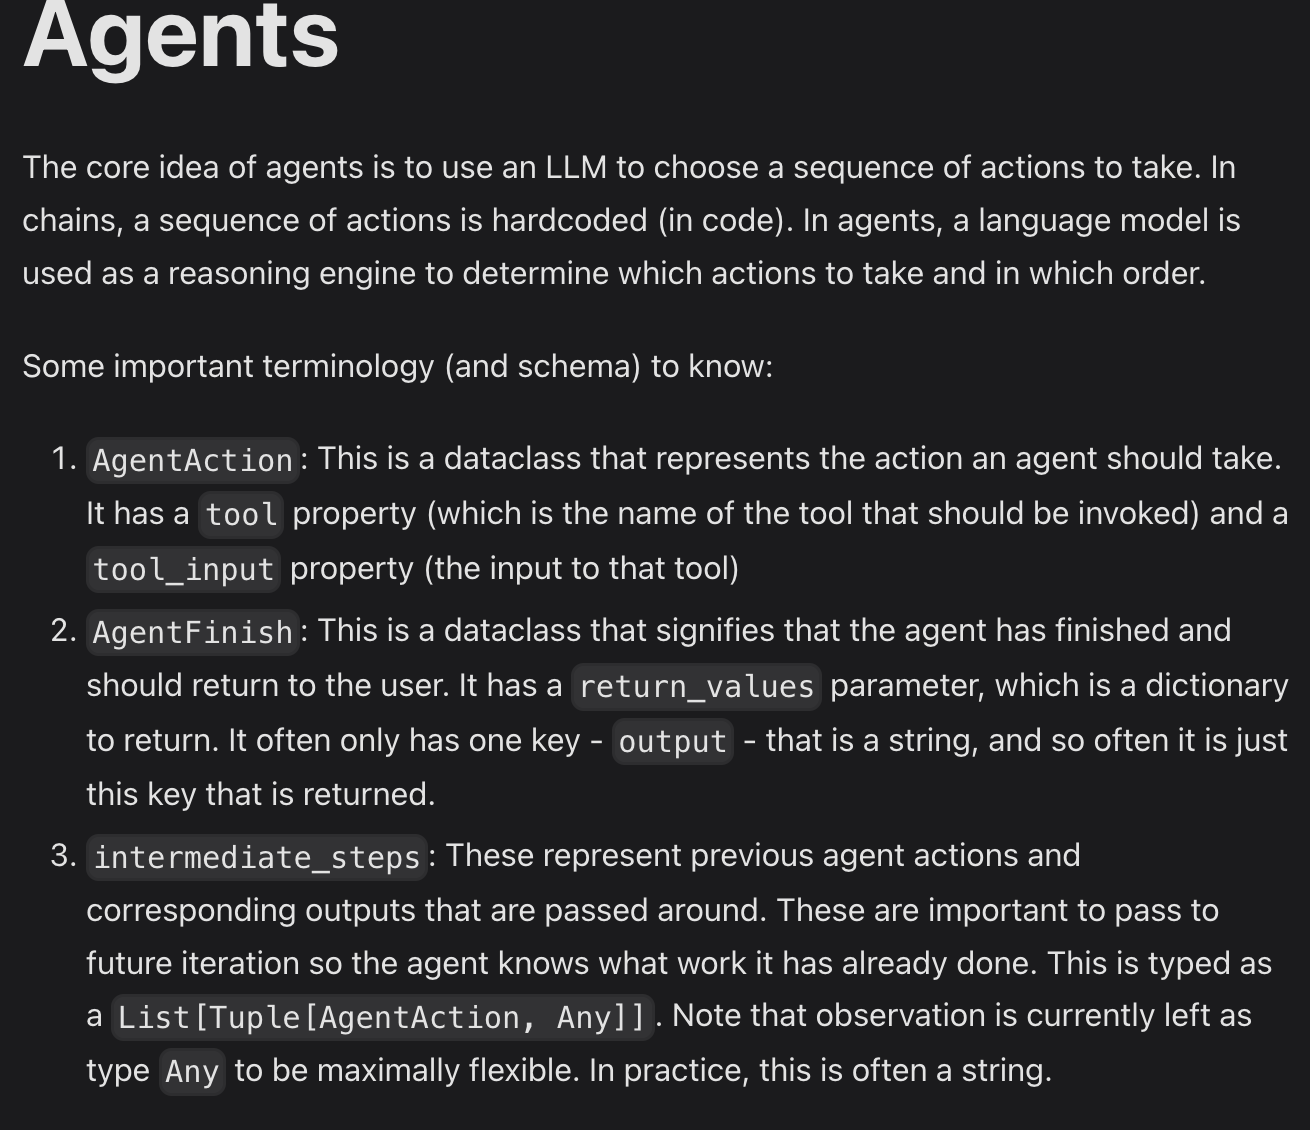 Agents
The core idea of agents is to use an LLM to choose a sequence of actions to take. In
chains, a sequence of actions is hardcoded (in code). In agents, a language model is
used as a reasoning engine to determine which actions to take and in which order.
Some important terminology (and schema) to know:
1. AgentAction: This is a dataclass that represents the action an agent should take.
It has a tool property (which is the name of the tool that should be invoked) and a
tool_input property (the input to that tool)
2. AgentFinish: This is a dataclass that signifies that the agent has finished and
should return to the user. It has a return_values parameter, which is a dictionary
to return. It often only has one key - output - that is a string, and so often it is just
this key that is returned.
3. intermediate_steps: These represent previous agent actions and
corresponding outputs that are passed around. These are important to pass to
future iteration so the agent knows what work it has already done. This is typed as
a List[Tuple[AgentAction, Any]]. Note that observation is currently left as
type Any to be maximally flexible. In practice, this is often a string.